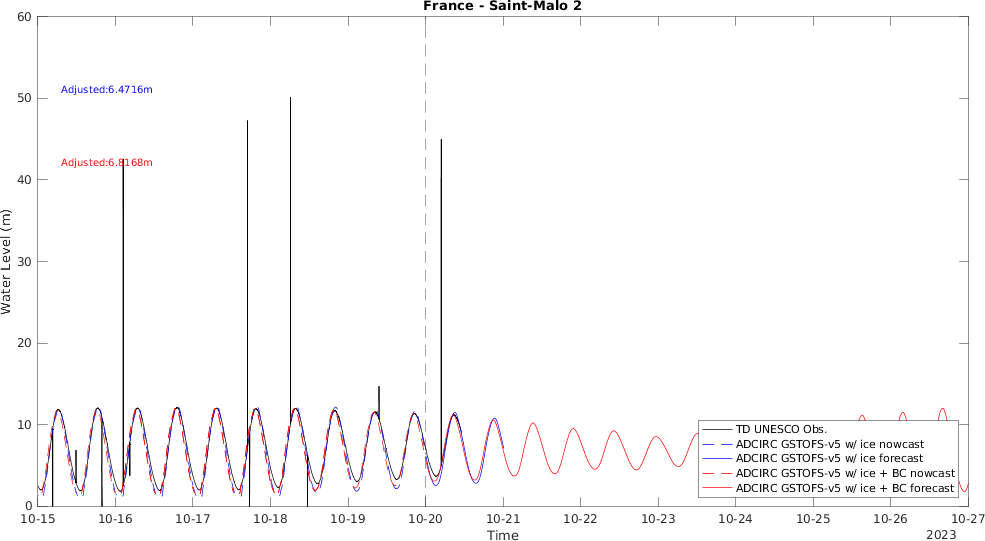 France - Saint-Malo 2
60
50
40
30
20
10
0
Water Level (m)
Adjusted:6.4716m
Adjusted:6.8168m
TD UNESCO Obs.
ADCIRC GSTOFS-v5 w/ ice nowcast
ADCIRC GSTOFS-v5 w/ ice forecast
ADCIRC GSTOFS-v5 w/ ice + BC nowcast
ADCIRC GSTOFS-v5 w/ ice + BC forecast
10-15 10-16 10-17 10-18 10-19 10-20 10-21 10-22 10-23 10-24 10-25 10-26 10-27
Time
2023